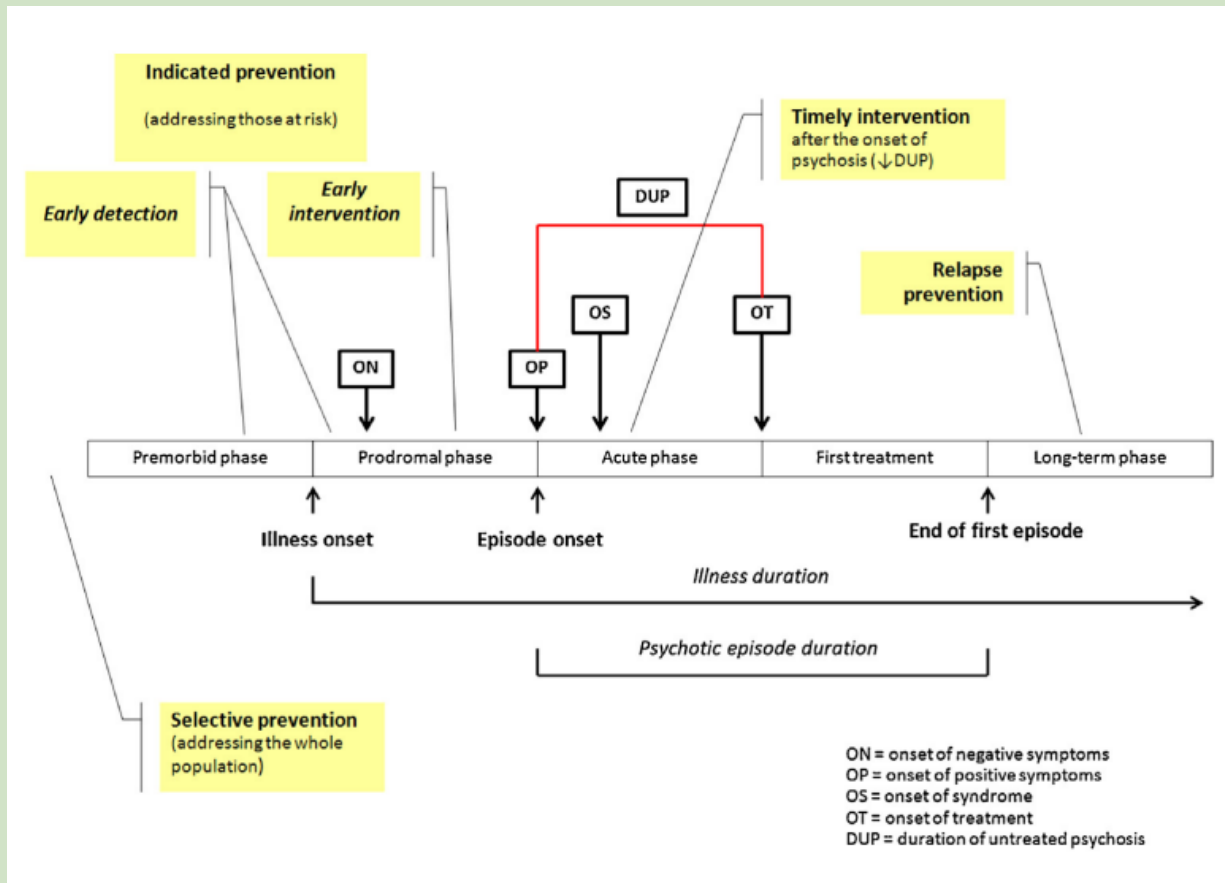 Indicated prevention
(addressing those at risk)
Early detection
Early
intervention
Timely intervention
after the onset of
psychosis (↓DUP)
DUP
Relapse
prevention
ON
OP
OS
OT
Premorbid phase
Prodromal phase
Acute phase
First treatment
Long-term phase
Illness onset
Episode onset
End of first episode
Illness duration
Psychotic episode duration
Selective prevention
(addressing the whole
population)
ON = onset of negative symptoms
OP = onset of positive symptoms
OS = onset of syndrome
OT = onset of treatment
DUP = duration of untreated psychosis